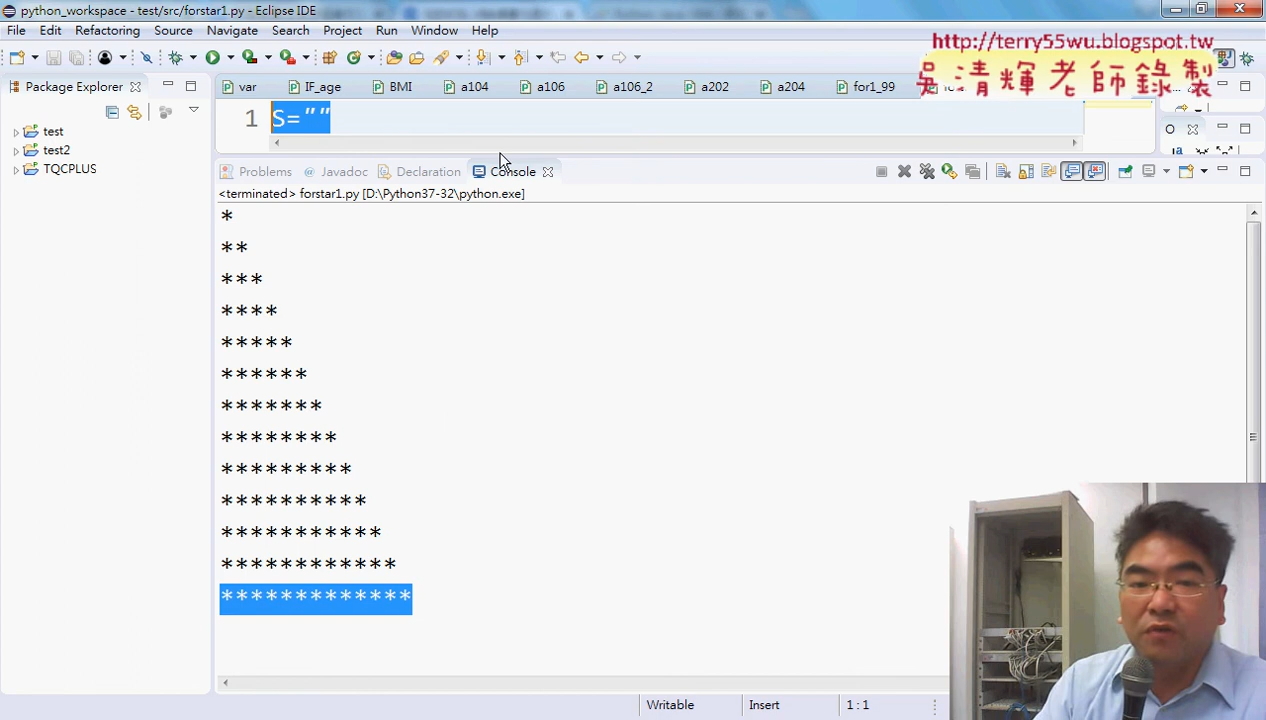 python_workspace - test/src/forstar1.py - Eclipse IDE
File Edit Refactoring Source Navigate Search Project Run Window Help
http://terry55wu.blogspot.tw
吳清輝老師錄製
Package Explorer
var IF_age BMI a104 a106 a106_2 a202 a204 for1_99
1 S=""
test
test2
TQCPLUS
Problems @ Javadoc Declaration Console
<terminated> forstar1.py [D:\Python37-32\python.exe]
*
**
***
****
*****
******
*******
********
*********
**********
***********
************
*************
Writable Insert 1:1